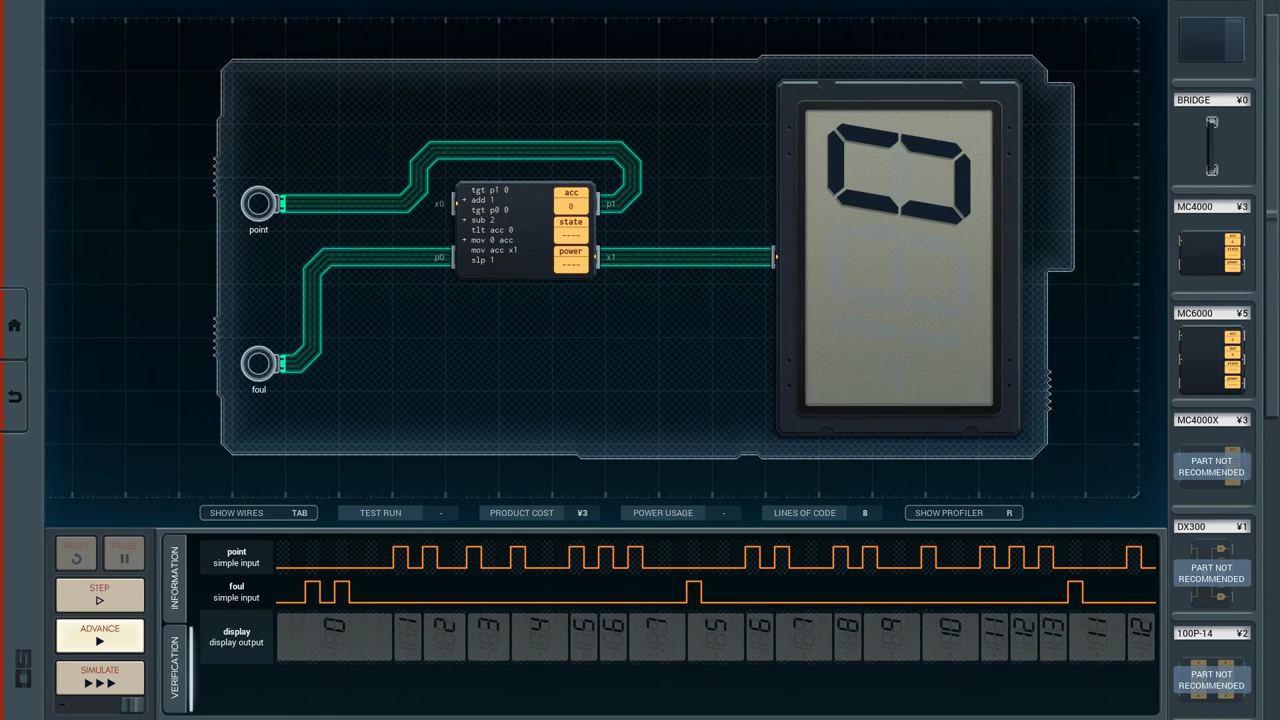 BRIDGE ¥0
MC4000 ¥3
point
x0
tgt p1 0
+ add 1
tgt p0 0
+ sub 2
tlt acc 0
+ mov 0 acc
mov acc x1
slp 1
acc
0
state
----
power
----
p1
p0
x1
MC6000 ¥5
foul
MC4000X ¥3
PART NOT
RECOMMENDED
SHOW WIRES TAB
TEST RUN -
PRODUCT COST ¥3
POWER USAGE -
LINES OF CODE 8
SHOW PROFILER R
DX300 ¥1
PART NOT
RECOMMENDED
RESET
PAUSE
STEP
ADVANCE
SIMULATE
INFORMATION
VERIFICATION
point
simple input
foul
simple input
display
display output
0 1 2 3 4 5 6 7 5 6 7 8 9 10 11 12 13 11 12
100P-14 ¥2
PART NOT
RECOMMENDED